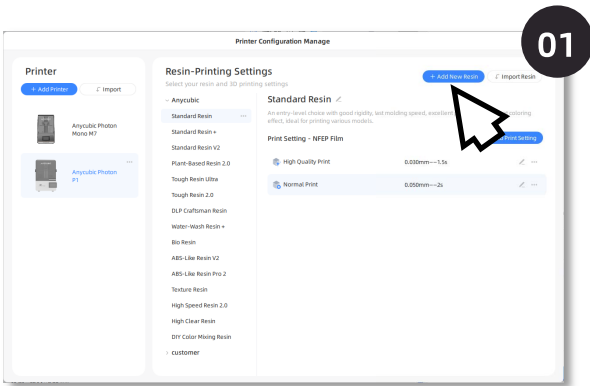 01
Printer Configuration Manage
Printer
+ Add Printer
Import
Anycubic Photon
Mono M7
Anycubic Photon
P1
Resin-Printing Settings
Select your resin and 3D printing settings
+ Add New Resin
Import Resin
Anycubic
Standard Resin
Standard Resin +
Standard Resin V2
Plant-Based Resin 2.0
Tough Resin Ultra
Tough Resin 2.0
DLP Craftsman Resin
Water-Wash Resin +
Bio Resin
ABS-Like Resin V2
ABS-Like Resin Pro 2
Texture Resin
High Speed Resin 2.0
High Clear Resin
DIY Color Mixing Resin
customer
Standard Resin
An entry-level choice with good rigidity, fast molding speed, excellent coloring
effect, ideal for printing various models.
Print Setting - NFEP Film
Print Setting
High Quality Print 0.030mm~~1.5s
Normal Print 0.050mm~~2s